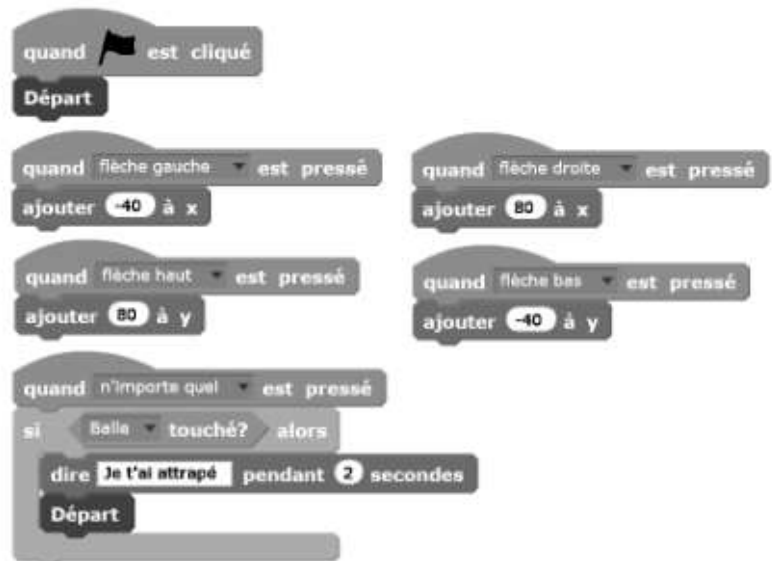 quand est cliqué
Départ
quand flèche gauche est pressé
ajouter -40 à x
quand flèche droite est pressé
ajouter 80 à x
quand flèche haut est pressé
ajouter 80 à y
quand flèche bas est pressé
ajouter -40 à y
quand n'importe quel est pressé
si Balle touché? alors
dire Je t'ai attrapé pendant 2 secondes
Départ